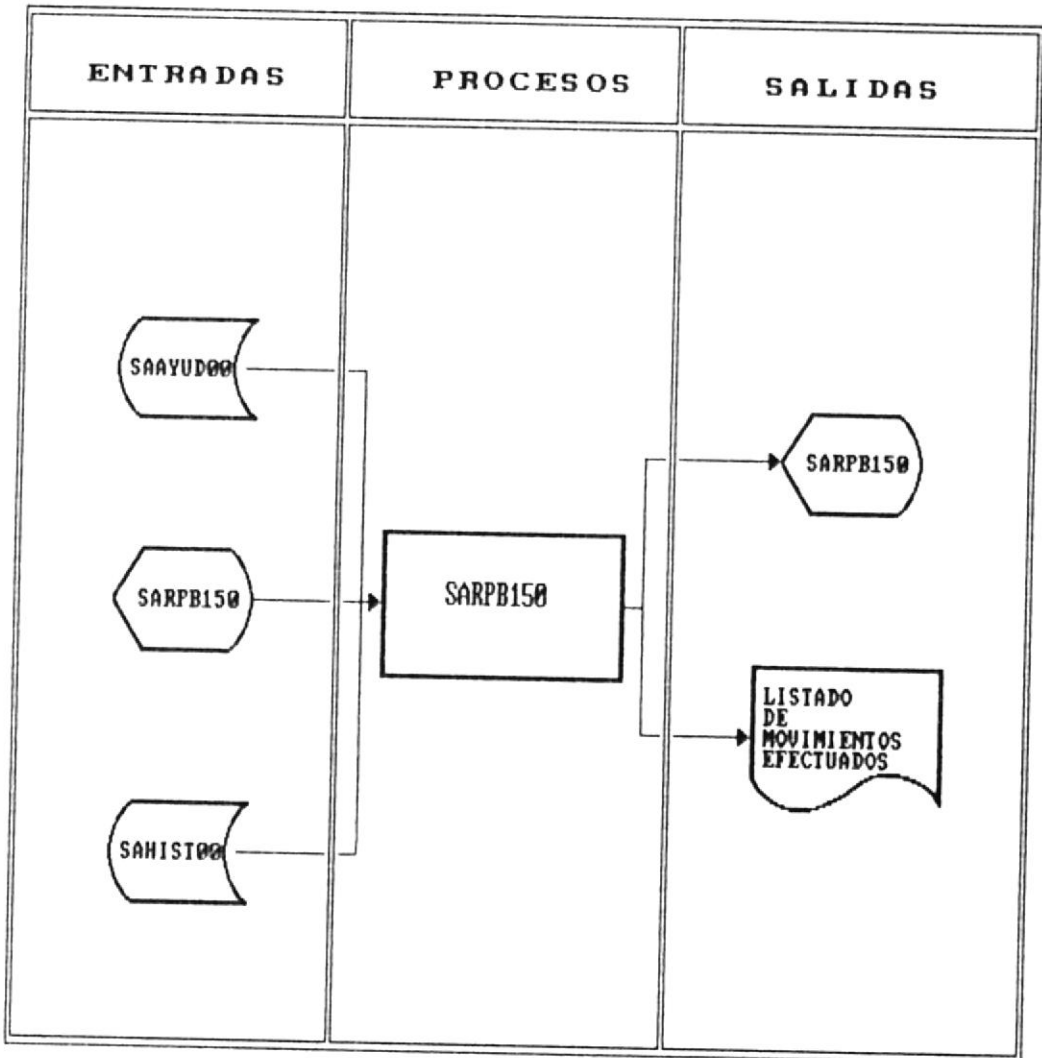 ENTRADAS
PROCESOS
SALIDAS
SAAYUD00
SARPB150
SARPB150
SARPB150
LISTADO
DE
MOVIMIENTOS
EFECTUADOS
SAHIST00